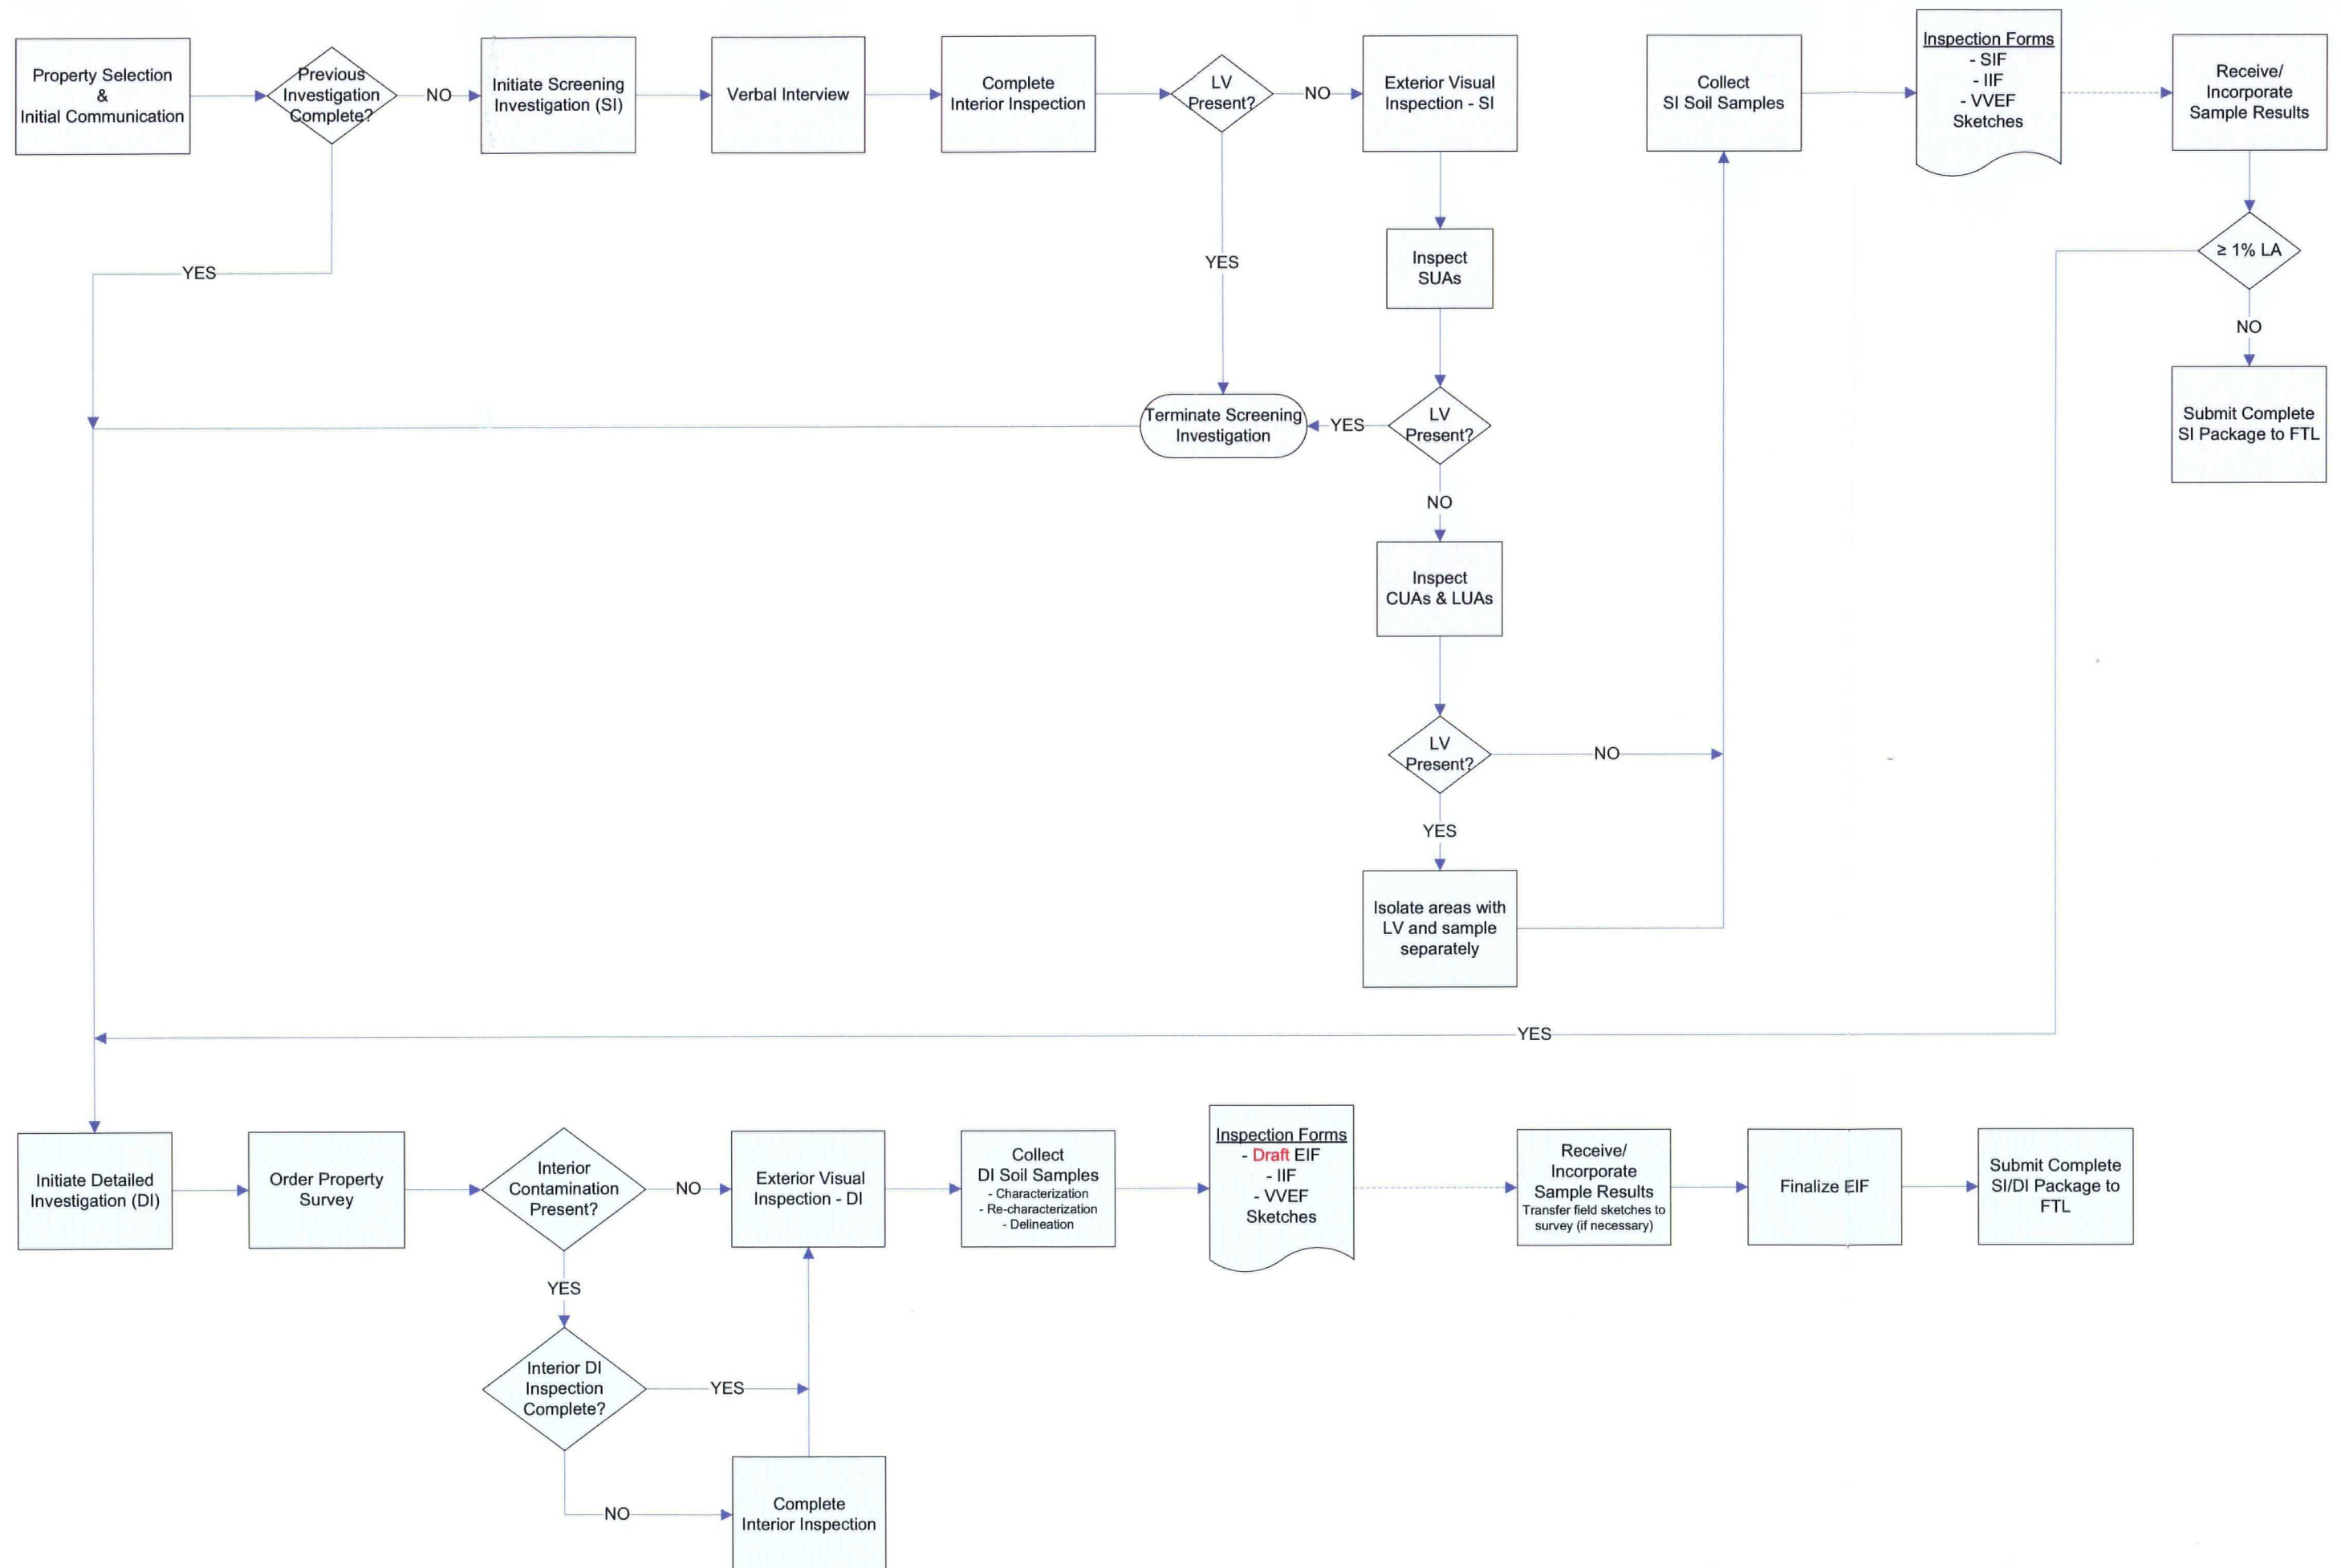 Property Selection
&
Initial Communication
Previous
Investigation
Complete?
NO
Initiate Screening
Investigation (SI)
Verbal Interview
Complete
Interior Inspection
LV
Present?
NO
Exterior Visual
Inspection - SI
Collect
SI Soil Samples
Inspection Forms
- SIF
- IIF
- VVEF
Sketches
Receive/
Incorporate
Sample Results
YES
YES
Inspect
SUAs
≥ 1% LA
NO
Submit Complete
SI Package to FTL
Terminate Screening
Investigation
YES
LV
Present?
NO
Inspect
CUAs & LUAs
LV
Present?
NO
YES
Isolate areas with
LV and sample
separately
YES
Initiate Detailed
Investigation (DI)
Order Property
Survey
Interior
Contamination
Present?
NO
Exterior Visual
Inspection - DI
Collect
DI Soil Samples
- Characterization
- Re-characterization
- Delineation
Inspection Forms
- Draft EIF
- IIF
- VVEF
Sketches
Receive/
Incorporate
Sample Results
Transfer field sketches to
survey (if necessary)
Finalize EIF
Submit Complete
SI/DI Package to
FTL
YES
Interior DI
Inspection
Complete?
YES
NO
Complete
Interior Inspection